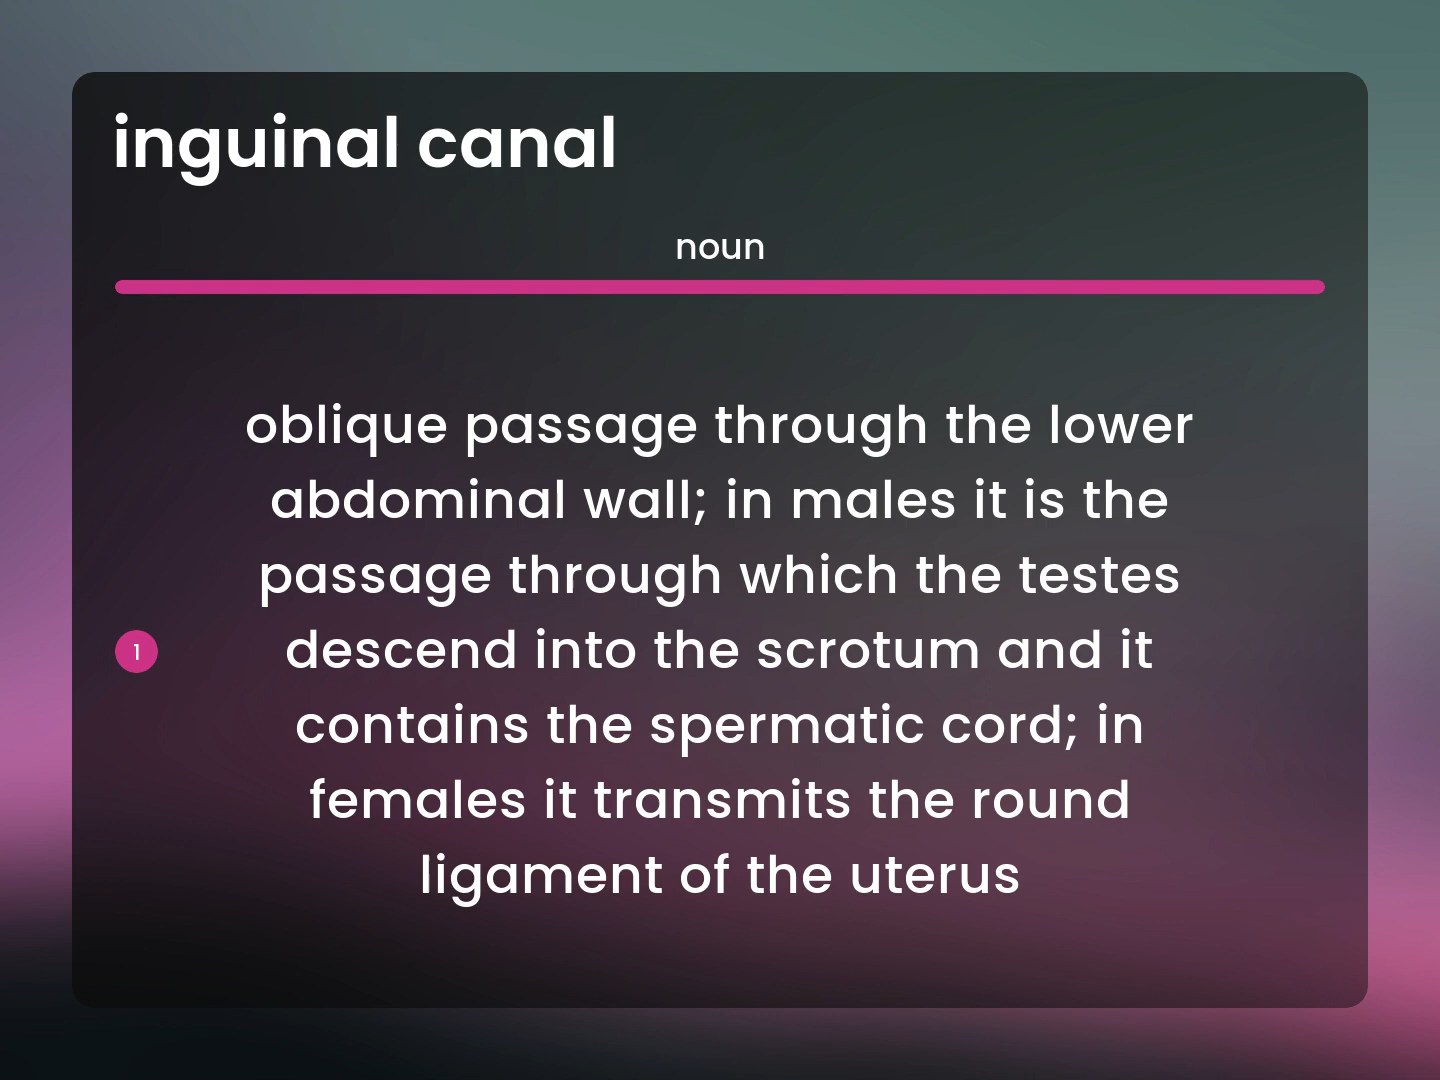 inguinal canal
noun
oblique passage through the lower
abdominal wall; in males it is the
passage through which the testes
1
descend into the scrotum and it
contains the spermatic cord; in
females it transmits the round
ligament of the uterus